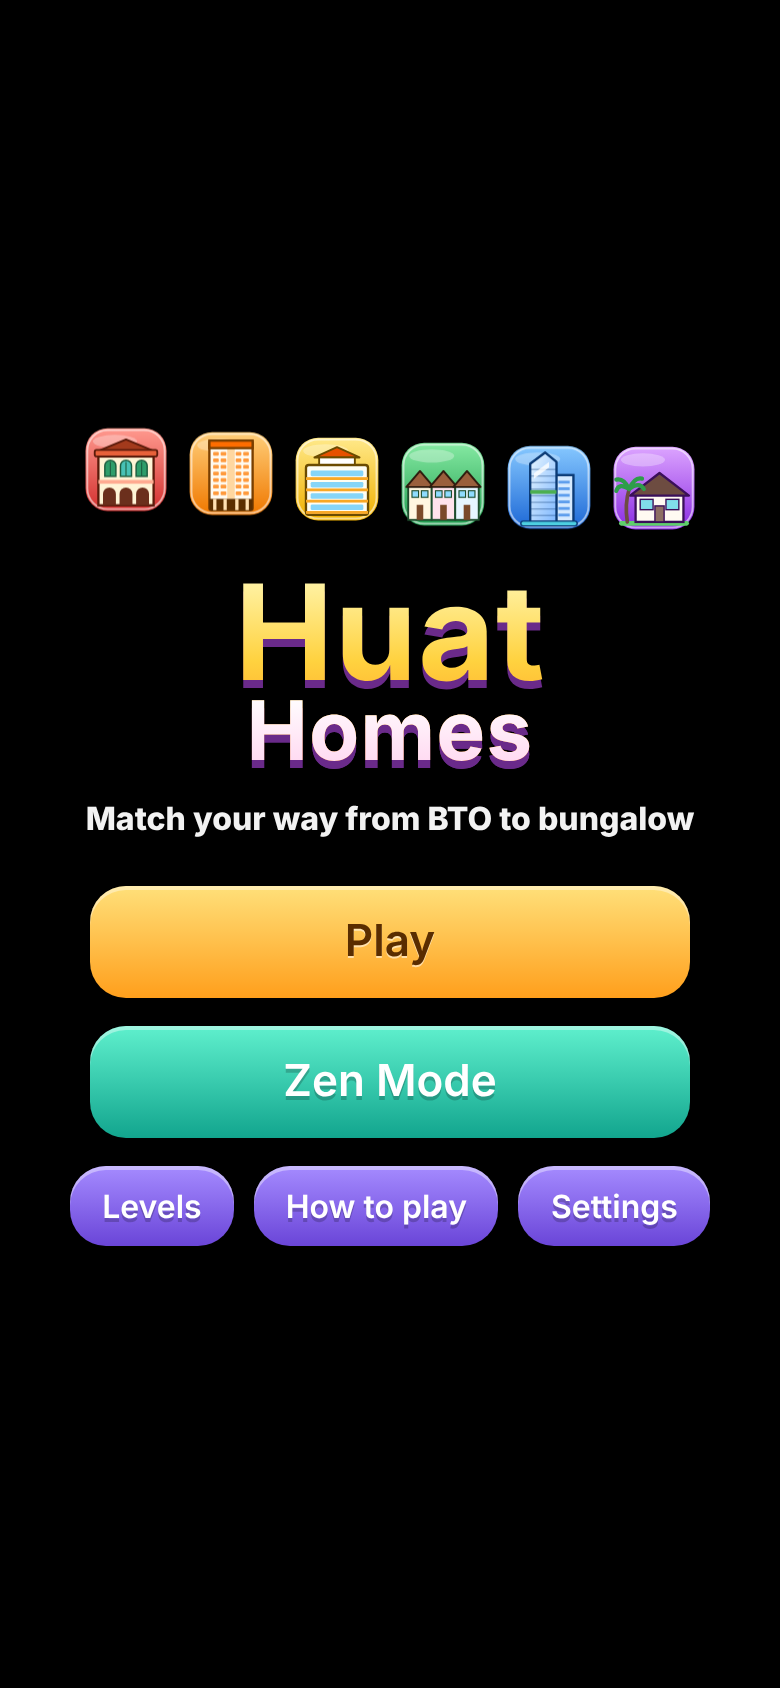 Huat
Homes
Match your way from BTO to bungalow
Play
Zen Mode
Levels
How to play
Settings